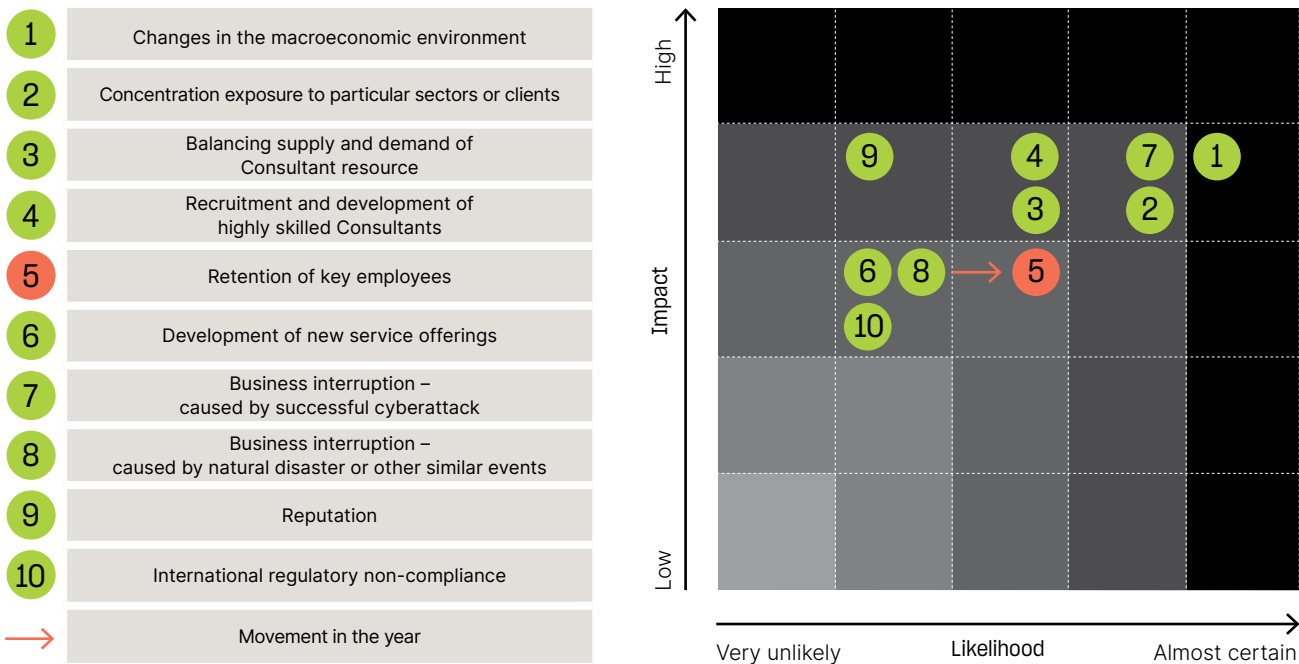 1
Changes in the macroeconomic environment
2
Concentration exposure to particular sectors or clients
3
Balancing supply and demand of
Consultant resource
4
Recruitment and development of
highly skilled Consultants
5
Retention of key employees
6
Development of new service offerings
7
Business interruption –
caused by successful cyberattack
8
Business interruption –
caused by natural disaster or other similar events
9
Reputation
10
International regulatory non-compliance
Movement in the year
High
Impact
Low
9
4
7
1
3
2
6
8
5
10
Very unlikely
Likelihood
Almost certain